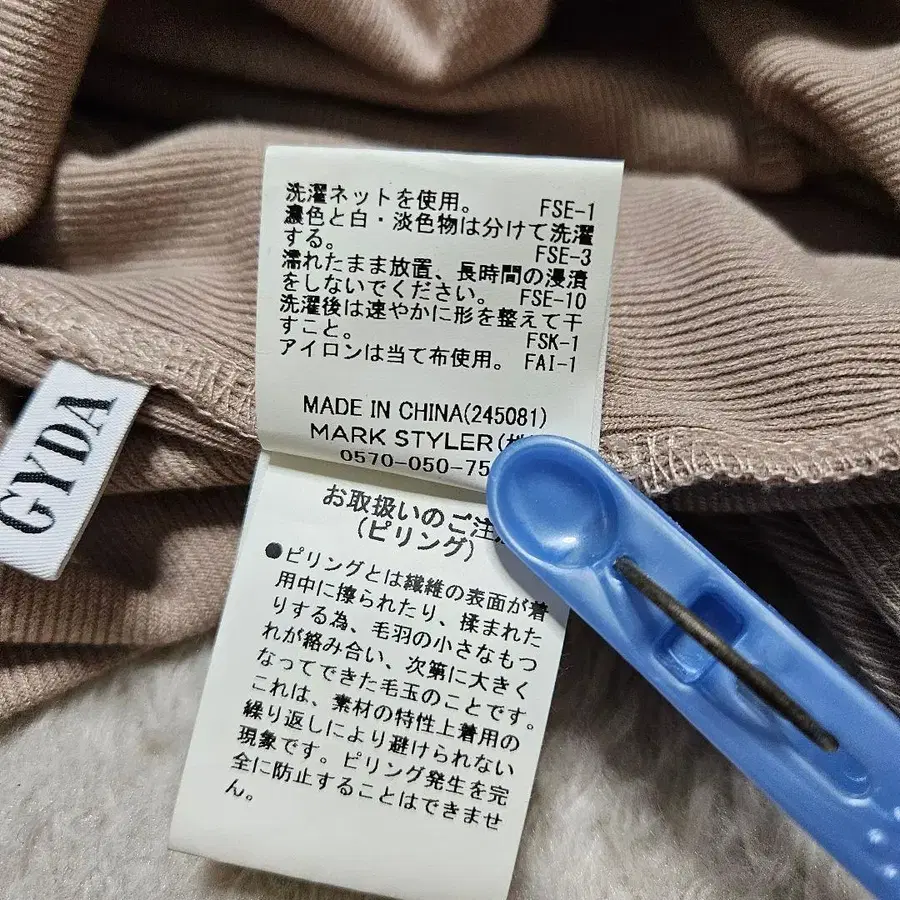 洗濯ネットを使用。 FSE-1
濃色と白・淡色物は分けて洗濯
する。 FSE-3
濡れたまま放置、長時間の浸漬
をしないでください。 FSE-10
洗濯後は速やかに形を整えて干
すこと。 FSK-1
アイロンは当て布使用。 FAI-1
MADE IN CHINA(245081)
MARK STYLER(株
0570-050-75
GYDA
お取扱いのご注
(ピリング)
●ピリングとは繊維の表面が着
用中に擦られたり、揉まれた
りする為、毛羽の小さなもつ
れが絡み合い、次第に大きく
なってできた毛玉のことです。
これは、素材の特性上着用の
繰り返しにより避けられない
現象です。ピリング発生を完
全に防止することはできませ
ん。